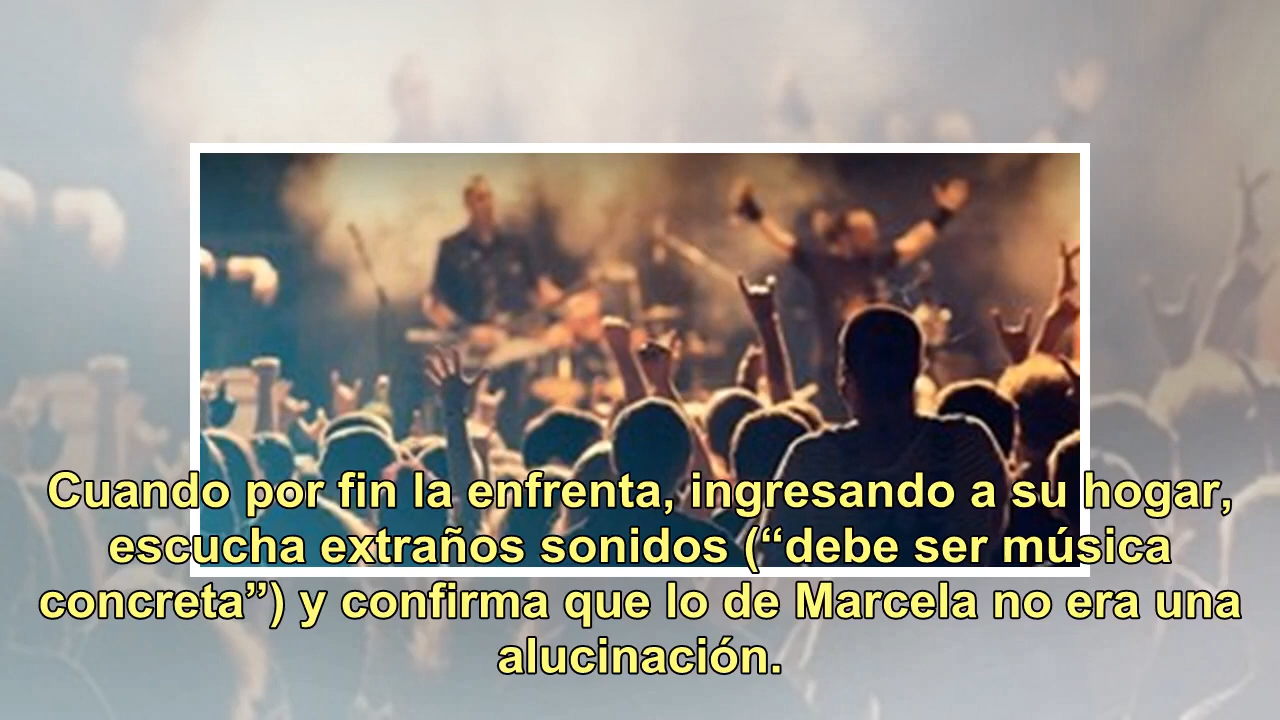 Cuando por fin la enfrenta, ingresando a su hogar,
escucha extraños sonidos (“debe ser música
concreta”) y confirma que lo de Marcela no era una
alucinación.